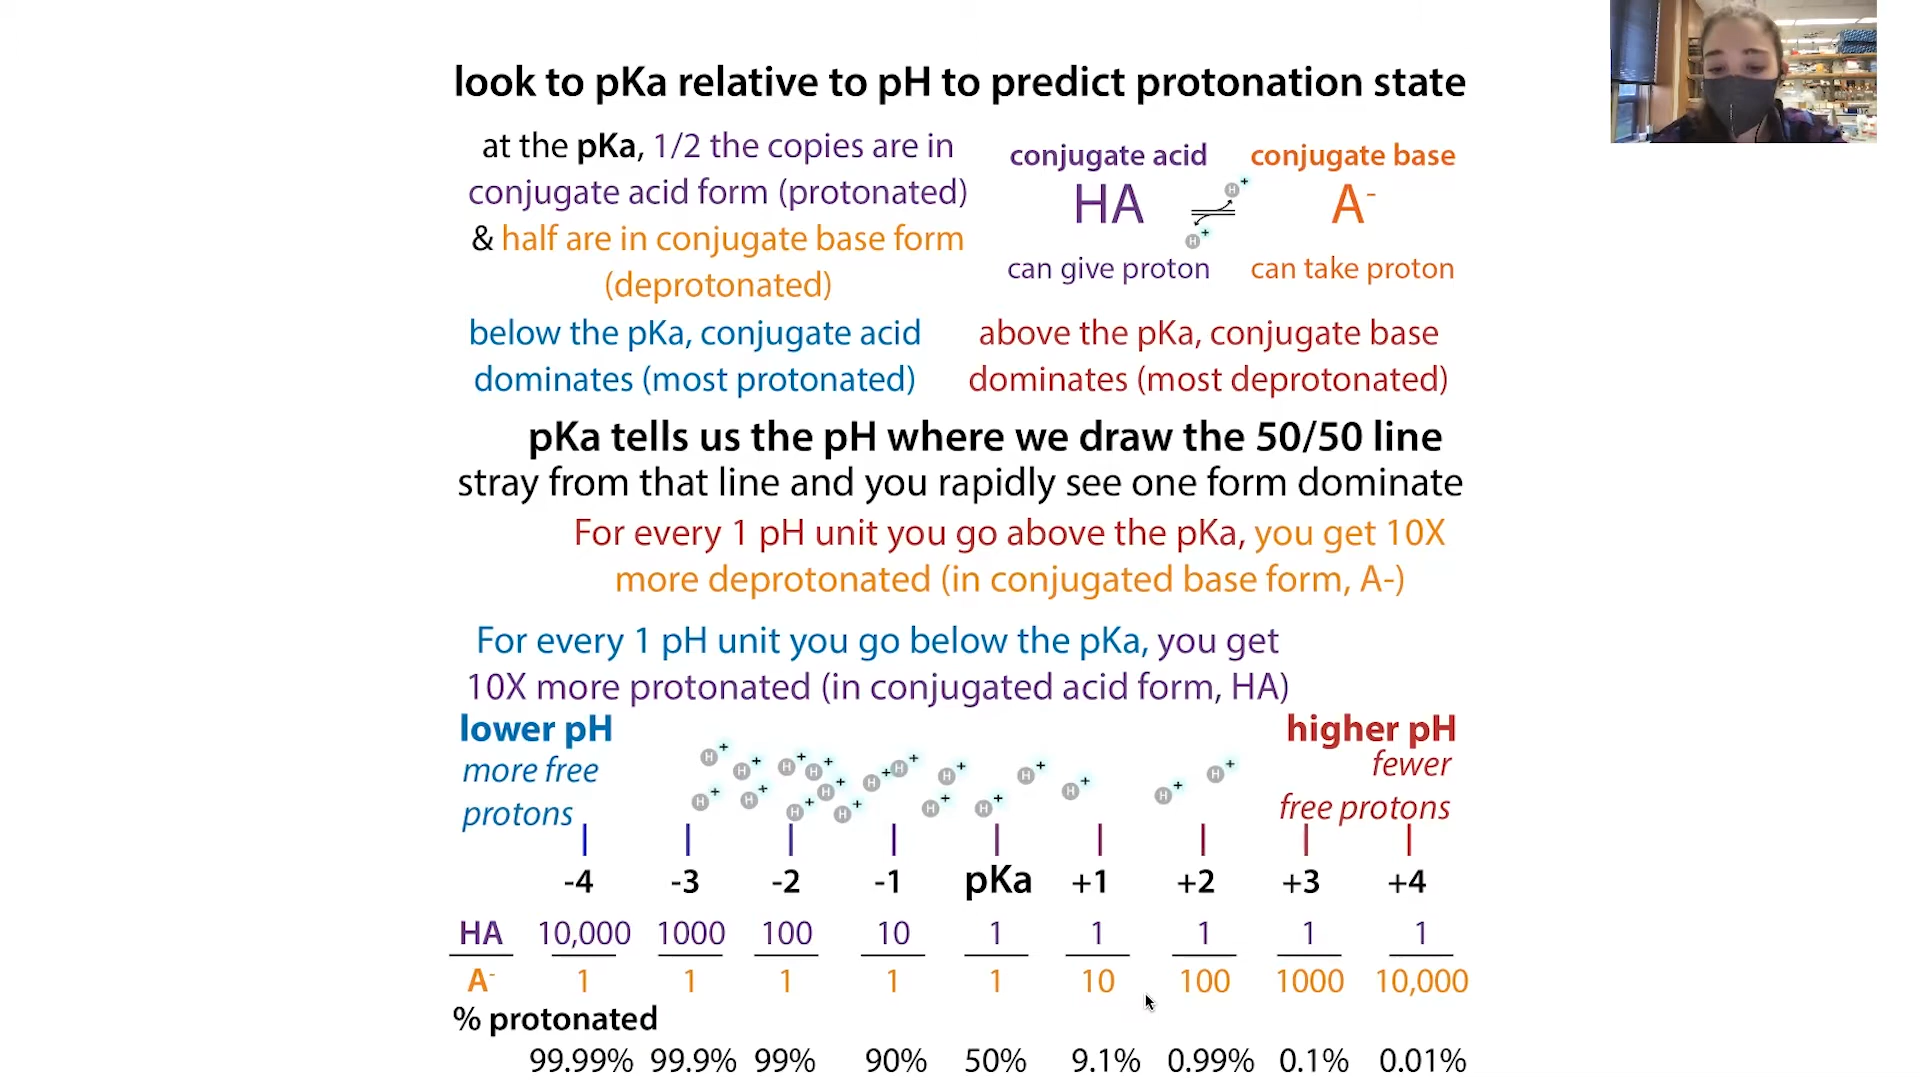 look to pKa relative to pH to predict protonation state
at the pKa, 1/2 the copies are in
conjugate acid form (protonated)
& half are in conjugate base form
(deprotonated)
conjugate acid
conjugate base
HA
H+
H+
A-
can give proton
can take proton
below the pKa, conjugate acid
dominates (most protonated)
above the pKa, conjugate base
dominates (most deprotonated)
pKa tells us the pH where we draw the 50/50 line
stray from that line and you rapidly see one form dominate
For every 1 pH unit you go above the pKa, you get 10X
more deprotonated (in conjugated base form, A-)
For every 1 pH unit you go below the pKa, you get
10X more protonated (in conjugated acid form, HA)
lower pH
more free
protons
H+ H+ H+ H+ H+ H+ H+ H+ H+ H+ H+ H+ H+ H+ H+ H+ H+ H+ H+
higher pH
fewer
free protons
-4 -3 -2 -1 pKa +1 +2 +3 +4
HA 10,000 1000 100 10 1 1 1 1 1
A- 1 1 1 1 1 10 100 1000 10,000
% protonated
99.99% 99.9% 99% 90% 50% 9.1% 0.99% 0.1% 0.01%